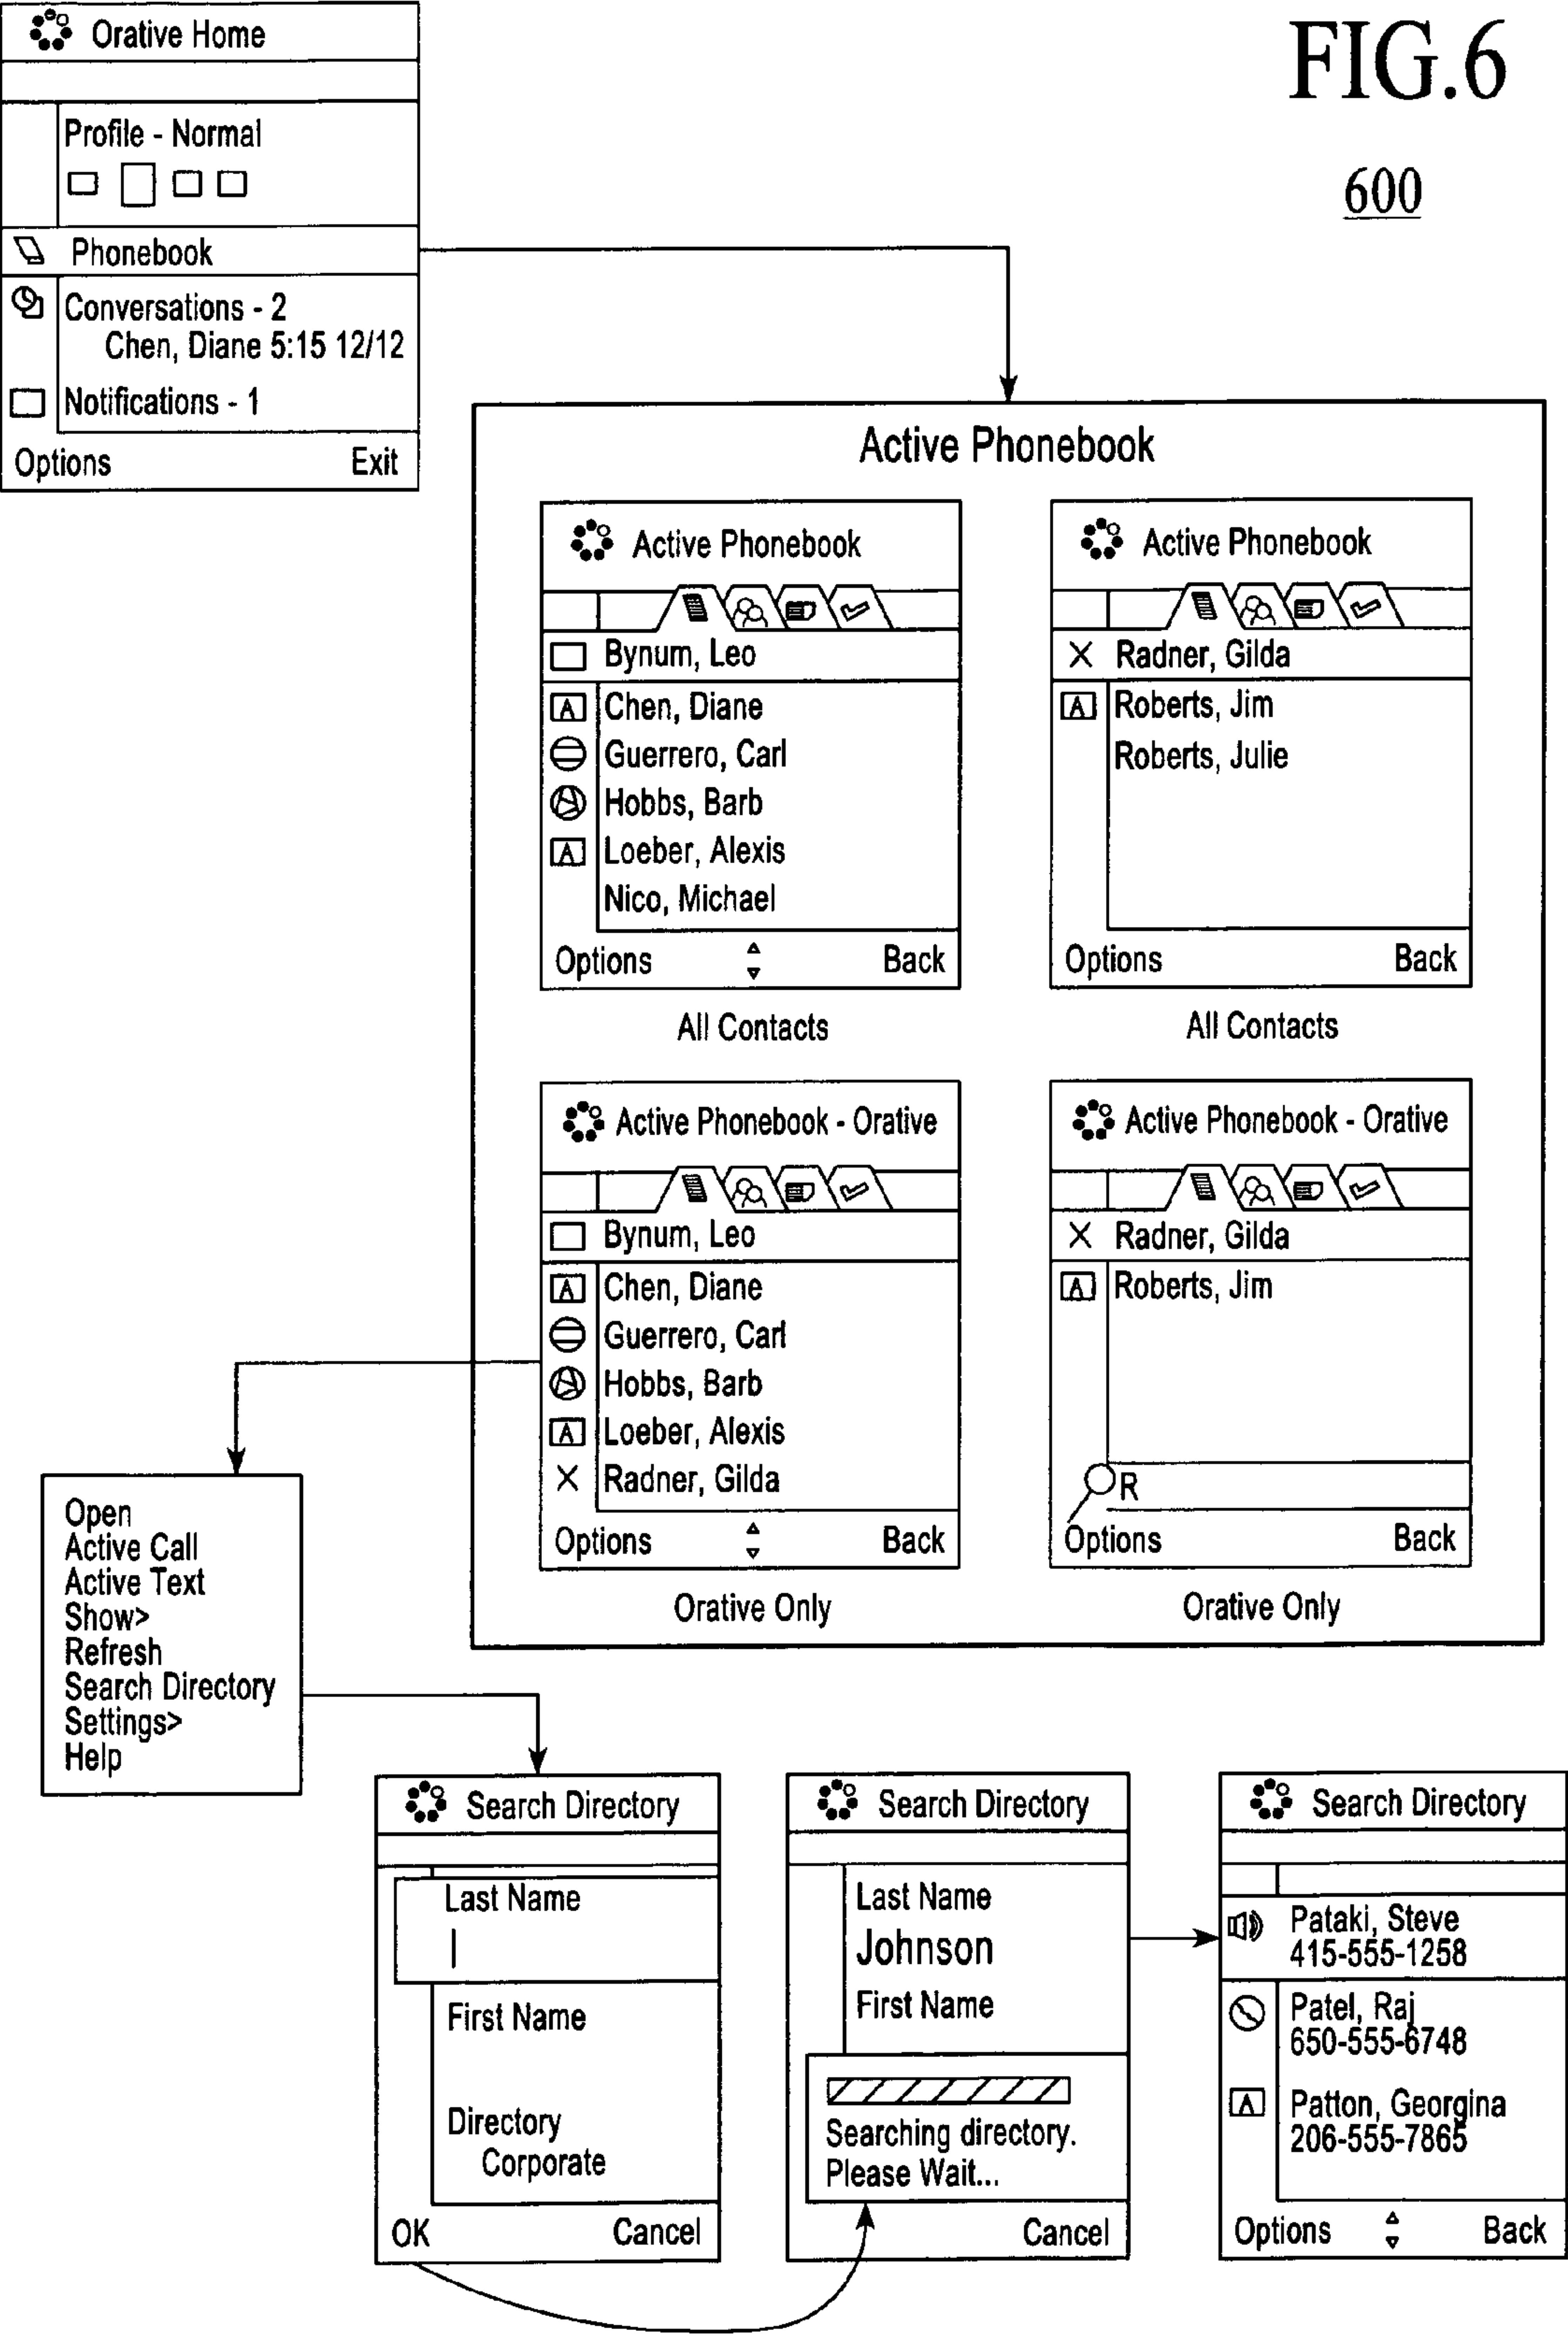 FIG.6
600
Orative Home
Profile - Normal
Phonebook
Conversations - 2
Chen, Diane 5:15 12/12
Notifications - 1
Options Exit
Active Phonebook
Active Phonebook
Bynum, Leo
A Chen, Diane
Guerrero, Carl
A Hobbs, Barb
A Loeber, Alexis
Nico, Michael
Options Back
All Contacts
Active Phonebook
X Radner, Gilda
A Roberts, Jim
Roberts, Julie
Options Back
All Contacts
Active Phonebook - Orative
Bynum, Leo
A Chen, Diane
Guerrero, Carl
A Hobbs, Barb
A Loeber, Alexis
X Radner, Gilda
Options Back
Orative Only
Active Phonebook - Orative
X Radner, Gilda
A Roberts, Jim
R
Options Back
Orative Only
Open
Active Call
Active Text
Show>
Refresh
Search Directory
Settings>
Help
Search Directory
Last Name
First Name
Directory
Corporate
OK Cancel
Search Directory
Last Name
Johnson
First Name
Searching directory.
Please Wait...
Cancel
Search Directory
Pataki, Steve
415-555-1258
Patel, Raj
650-555-6748
A Patton, Georgina
206-555-7865
Options Back